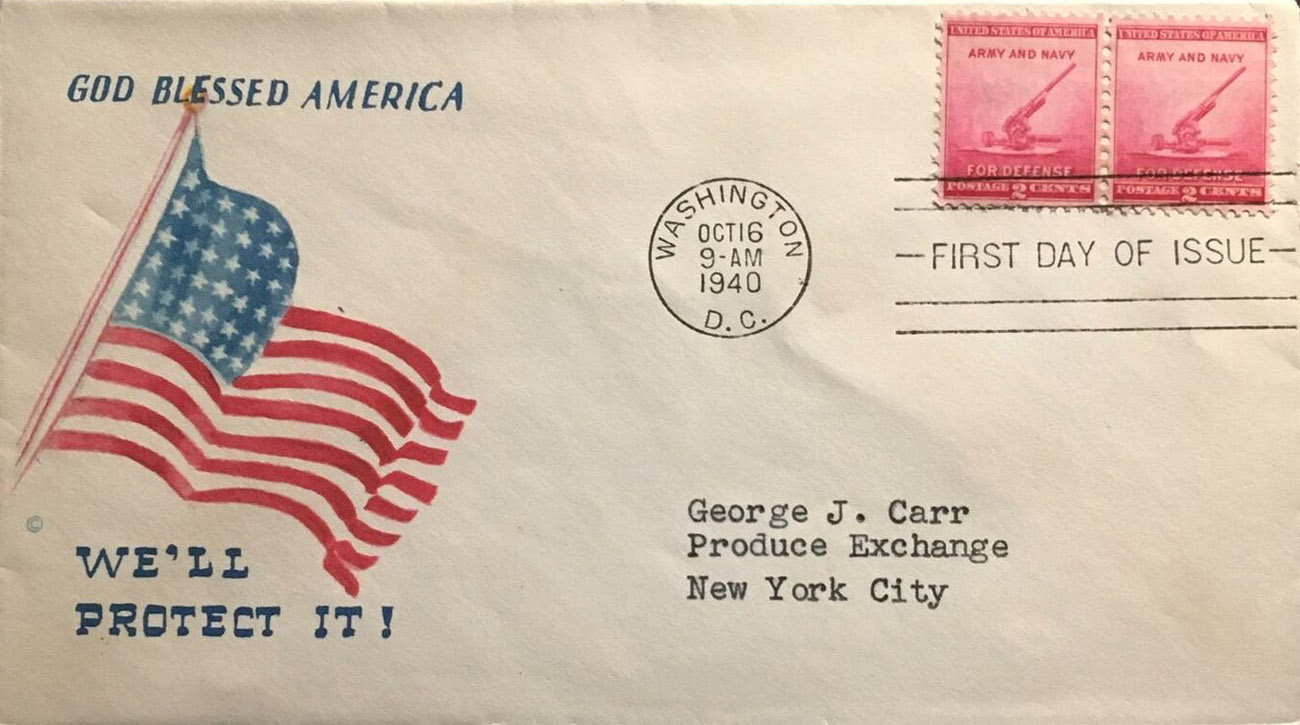 GOD BLESSED AMERICA
UNITED STATES OF AMERICA
ARMY AND NAVY
FOR DEFENSE
POSTAGE 2 CENTS
UNITED STATES OF AMERICA
ARMY AND NAVY
FOR DEFENSE
POSTAGE 2 CENTS
WASHINGTON
OCT 16
9-AM
1940
D.C.
—FIRST DAY OF ISSUE—
George J. Carr
Produce Exchange
New York City
©
WE'LL
PROTECT IT!